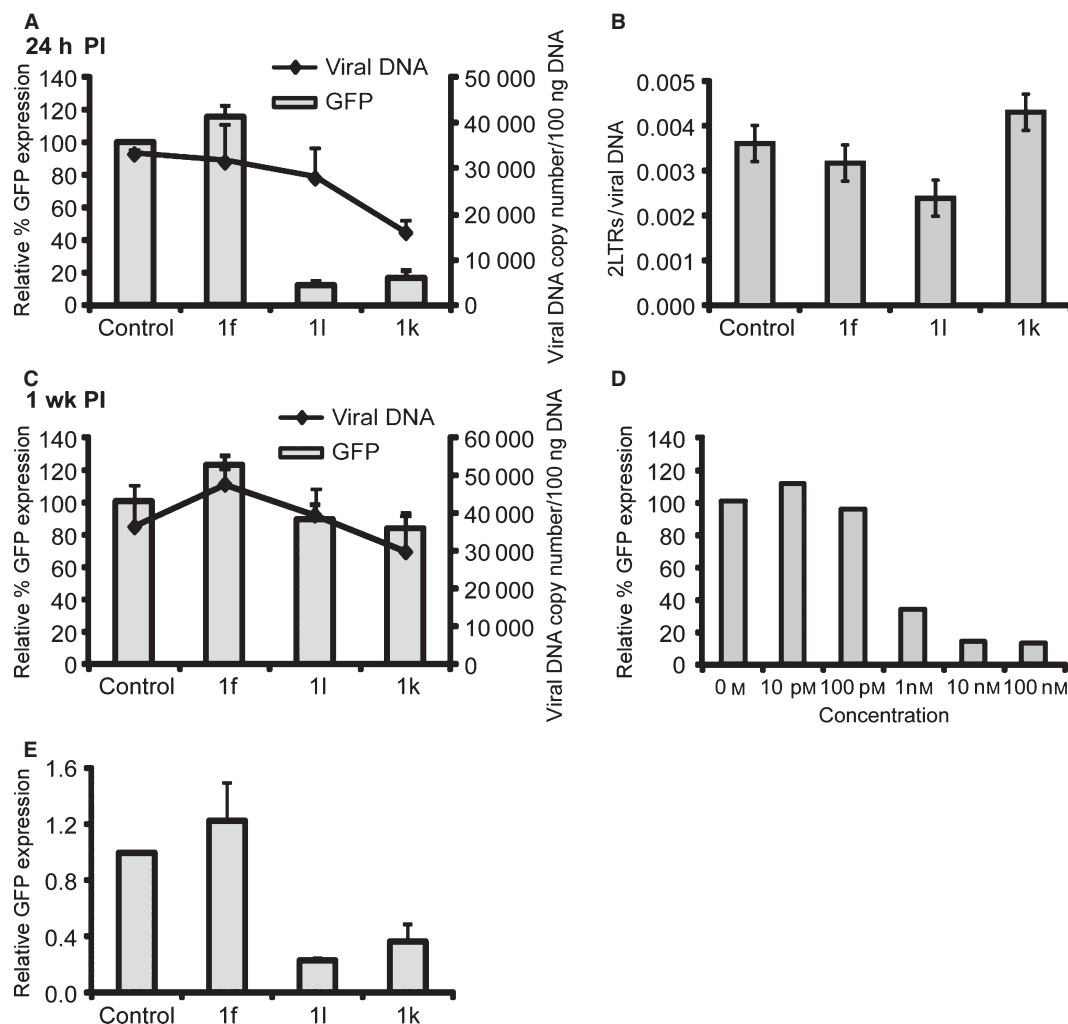 A
24 h PI
Relative % GFP expression
140
120
100
80
60
40
20
0
Viral DNA
GFP
50 000
40 000
30 000
20 000
10 000
0
Viral DNA copy number/100 ng DNA
Control 1f 1l 1k
B
2LTRs/viral DNA
0.005
0.004
0.003
0.002
0.001
0.000
Control 1f 1l 1k
C
1 wk PI
Relative % GFP expression
140
120
100
80
60
40
20
0
Viral DNA
GFP
60 000
50 000
40 000
30 000
20 000
10 000
0
Viral DNA copy number/100 ng DNA
Control 1f 1l 1k
D
Relative % GFP expression
140
120
100
80
60
40
20
0
0 M 10 pM 100 pM 1nM 10 nM 100 nM
Concentration
E
Relative GFP expression
1.6
1.2
0.8
0.4
0.0
Control 1f 1l 1k